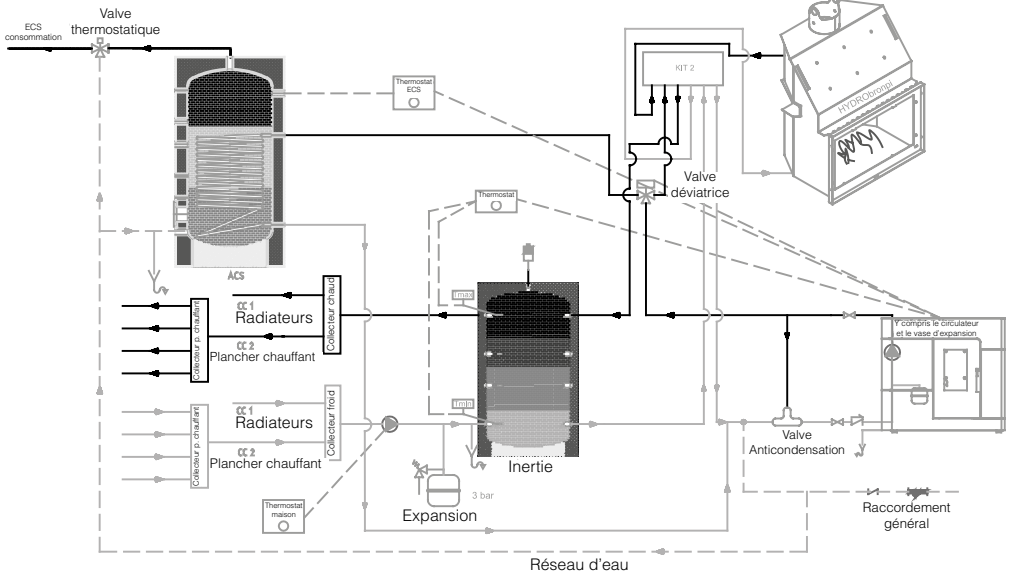 Valve
thermostatique
ECS
consommation
Thermostat
ECS
KIT 2
HYDRObronpi
Valve
déviatrice
Thermostat
ACS
Tmax
Tmin
CC 1
Radiateurs
CC 2
Plancher chauffant
Collecteur p. chauffant
Collecteur chaud
CC 1
Radiateurs
CC 2
Plancher chauffant
Collecteur p. chauffant
Collecteur froid
Y compris le circulateur
et le vase d'expansion
Valve
Anticondensation
Inertie
Thermostat
maison
3 bar
Expansion
Raccordement
général
Réseau d'eau